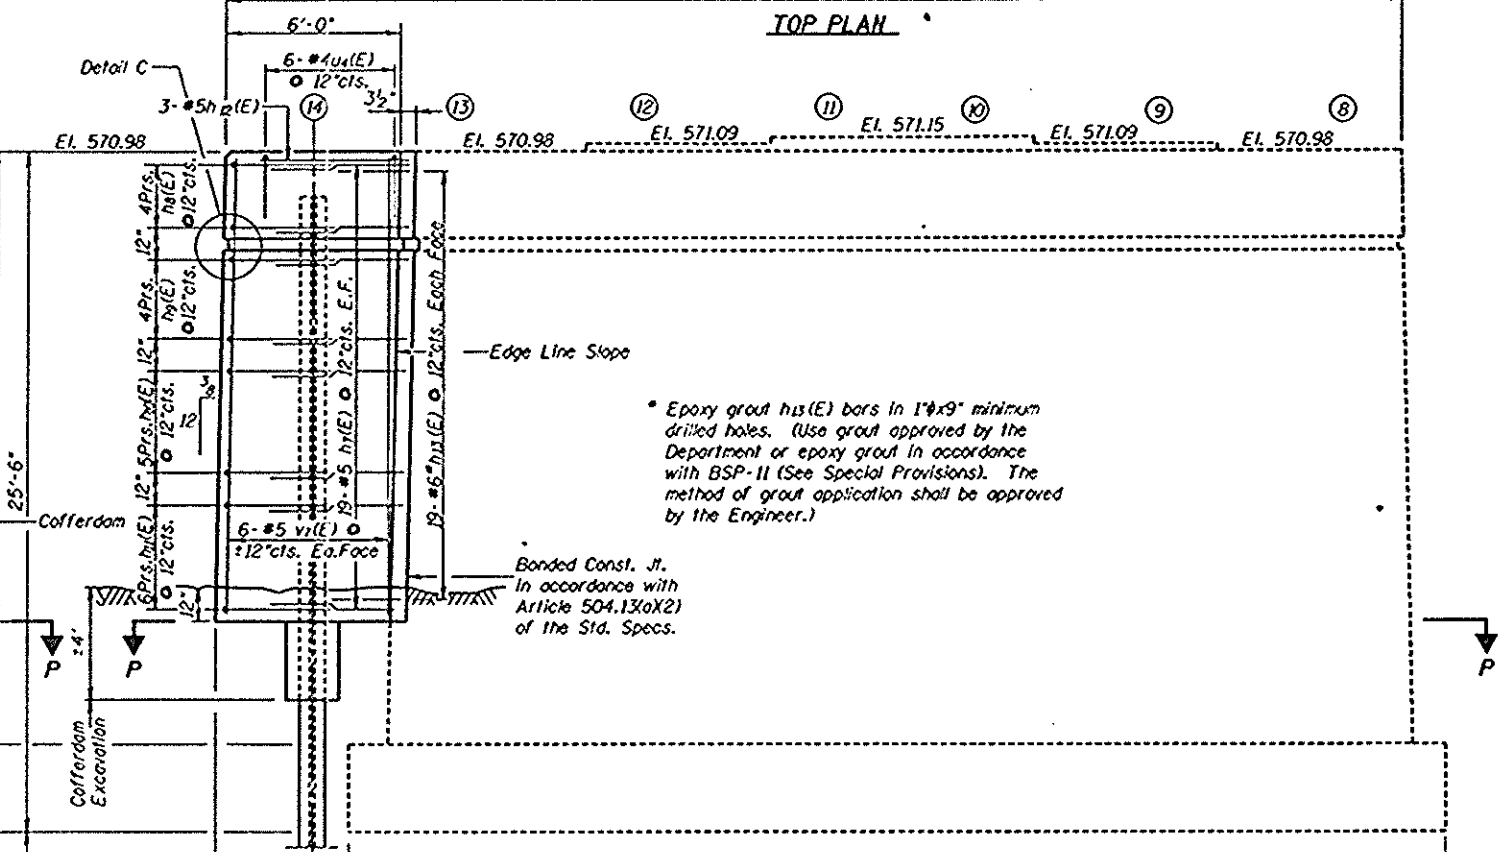 TOP PLAN
6'-0"
6- #4u4(E)
@ 12"cts.
3½"
Detail C
3- #5h12(E)
14
13
12
11
10
9
8
El. 570.98
El. 570.98
El. 571.09
El. 571.15
El. 571.09
El. 570.98
4Prs. h8(E) @ 12"cts.
12"
4Prs. h9(E) @ 12"cts.
12"
12"cts.
12"
6Prs. @ 12"cts.
12"
12
25'-6"
19- #5 h7(E) @ 12"cts. E.F.
19- #6 h13(E) @ 12"cts. Each Face
Edge Line Slope
* Epoxy grout h13(E) bars in 1"ϕx9" minimum
drilled holes. (Use grout approved by the
Department or epoxy grout in accordance
with BSP-11 (See Special Provisions). The
method of grout application shall be approved
by the Engineer.)
Cofferdam
6- #5 v7(E) @
±12"cts. Ea.Face
Bonded Const. Jt.
in accordance with
Article 504.13(a)(2)
of the Std. Specs.
±4'
P
P
P
Cofferdam
Excavation